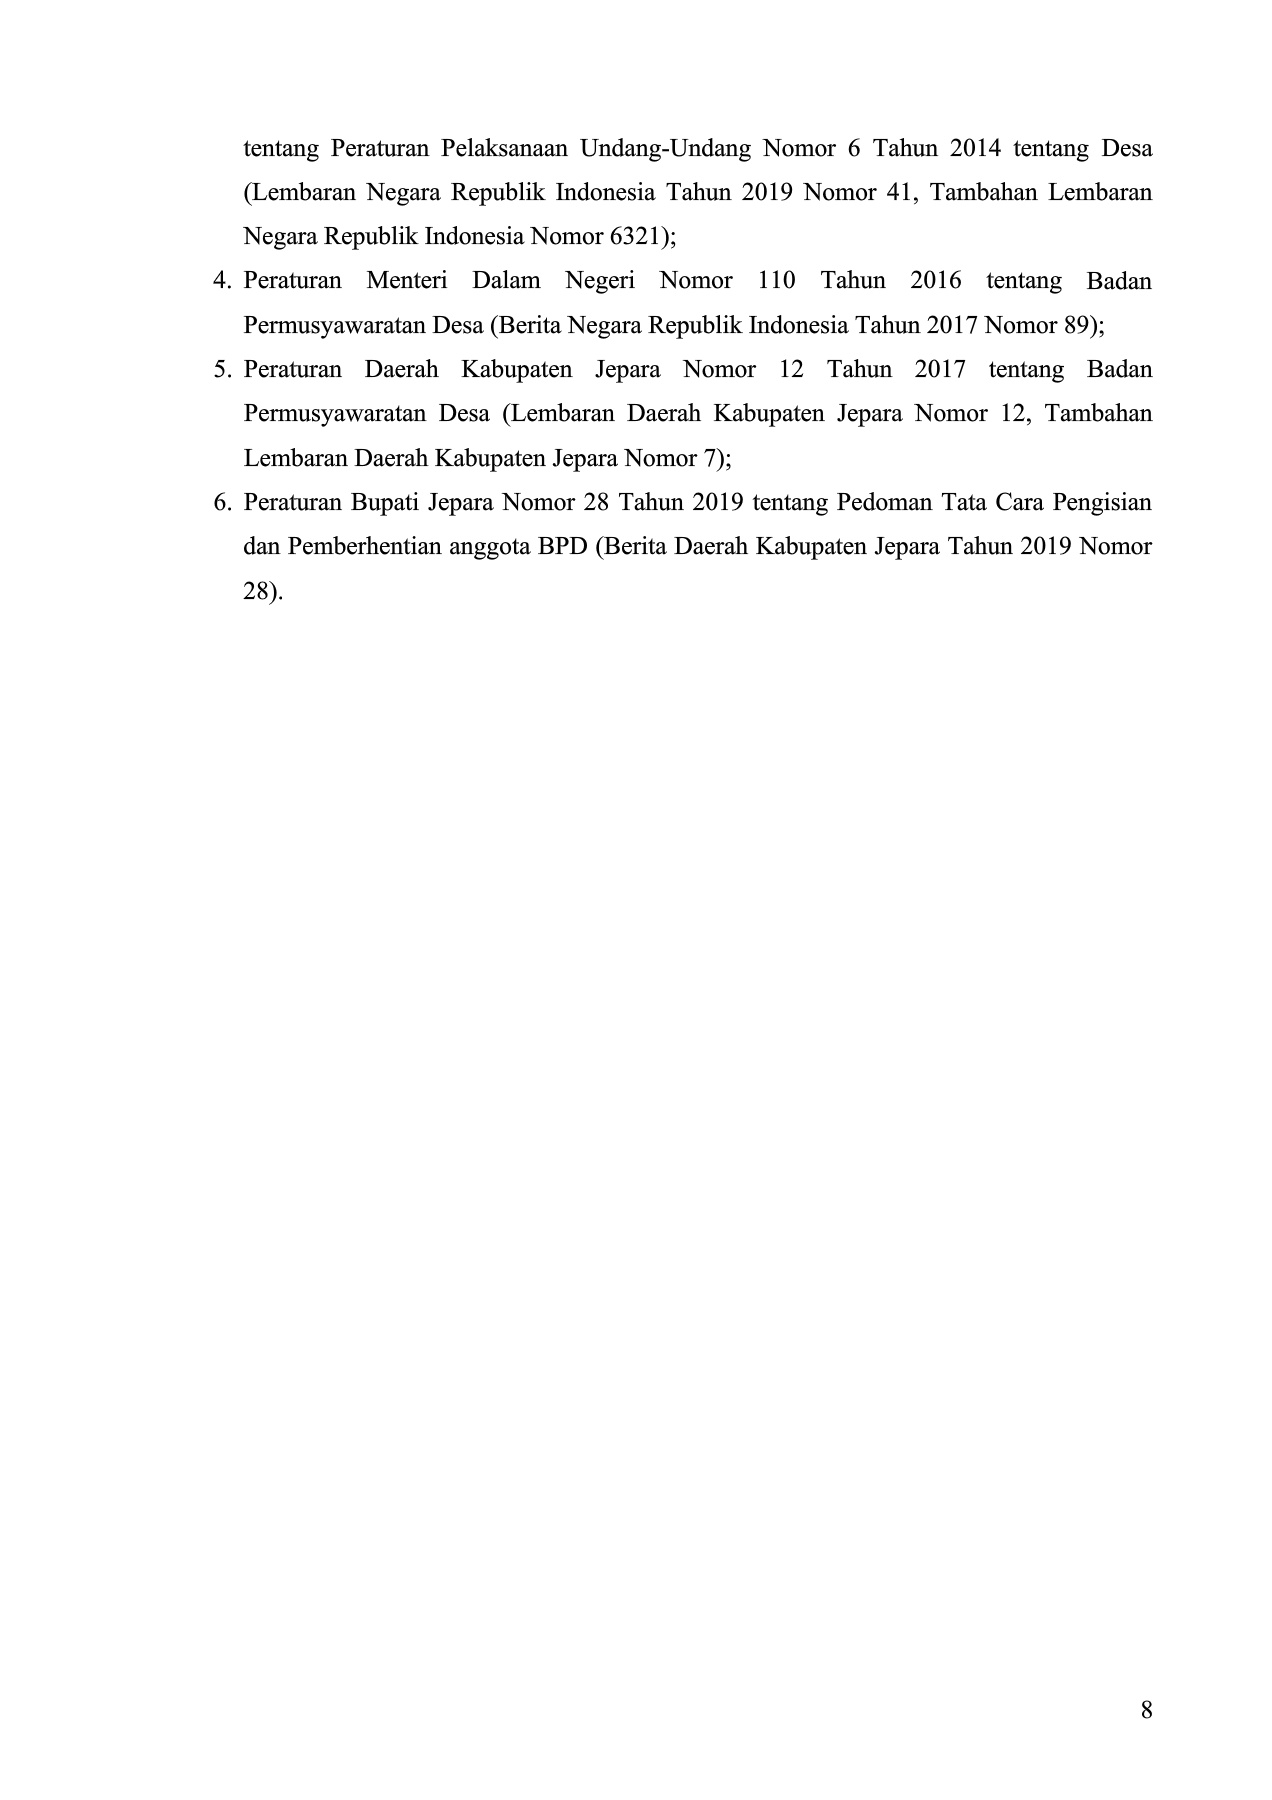 tentang Peraturan Pelaksanaan Undang-Undang Nomor 6 Tahun 2014 tentang Desa
(Lembaran Negara Republik Indonesia Tahun 2019 Nomor 41, Tambahan Lembaran
Negara Republik Indonesia Nomor 6321);
4. Peraturan Menteri Dalam Negeri Nomor 110 Tahun 2016 tentang Badan
Permusyawaratan Desa (Berita Negara Republik Indonesia Tahun 2017 Nomor 89);
5. Peraturan Daerah Kabupaten Jepara Nomor 12 Tahun 2017 tentang Badan
Permusyawaratan Desa (Lembaran Daerah Kabupaten Jepara Nomor 12, Tambahan
Lembaran Daerah Kabupaten Jepara Nomor 7);
6. Peraturan Bupati Jepara Nomor 28 Tahun 2019 tentang Pedoman Tata Cara Pengisian
dan Pemberhentian anggota BPD (Berita Daerah Kabupaten Jepara Tahun 2019 Nomor
28).
8